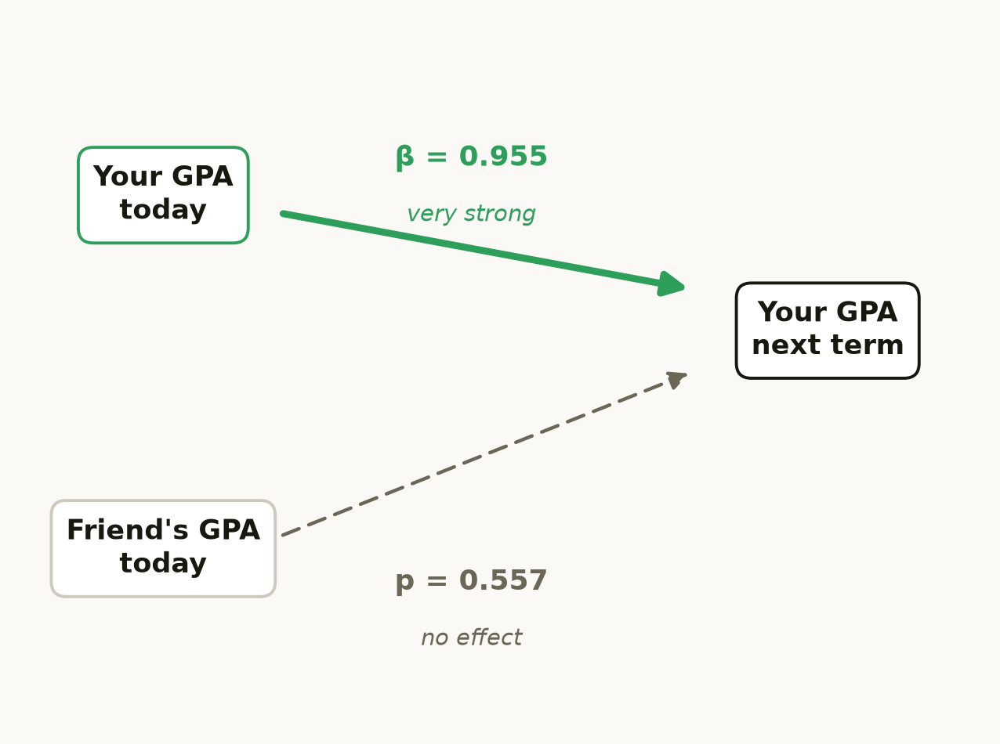 Your GPA
today
β = 0.955
very strong
Your GPA
next term
Friend's GPA
today
p = 0.557
no effect